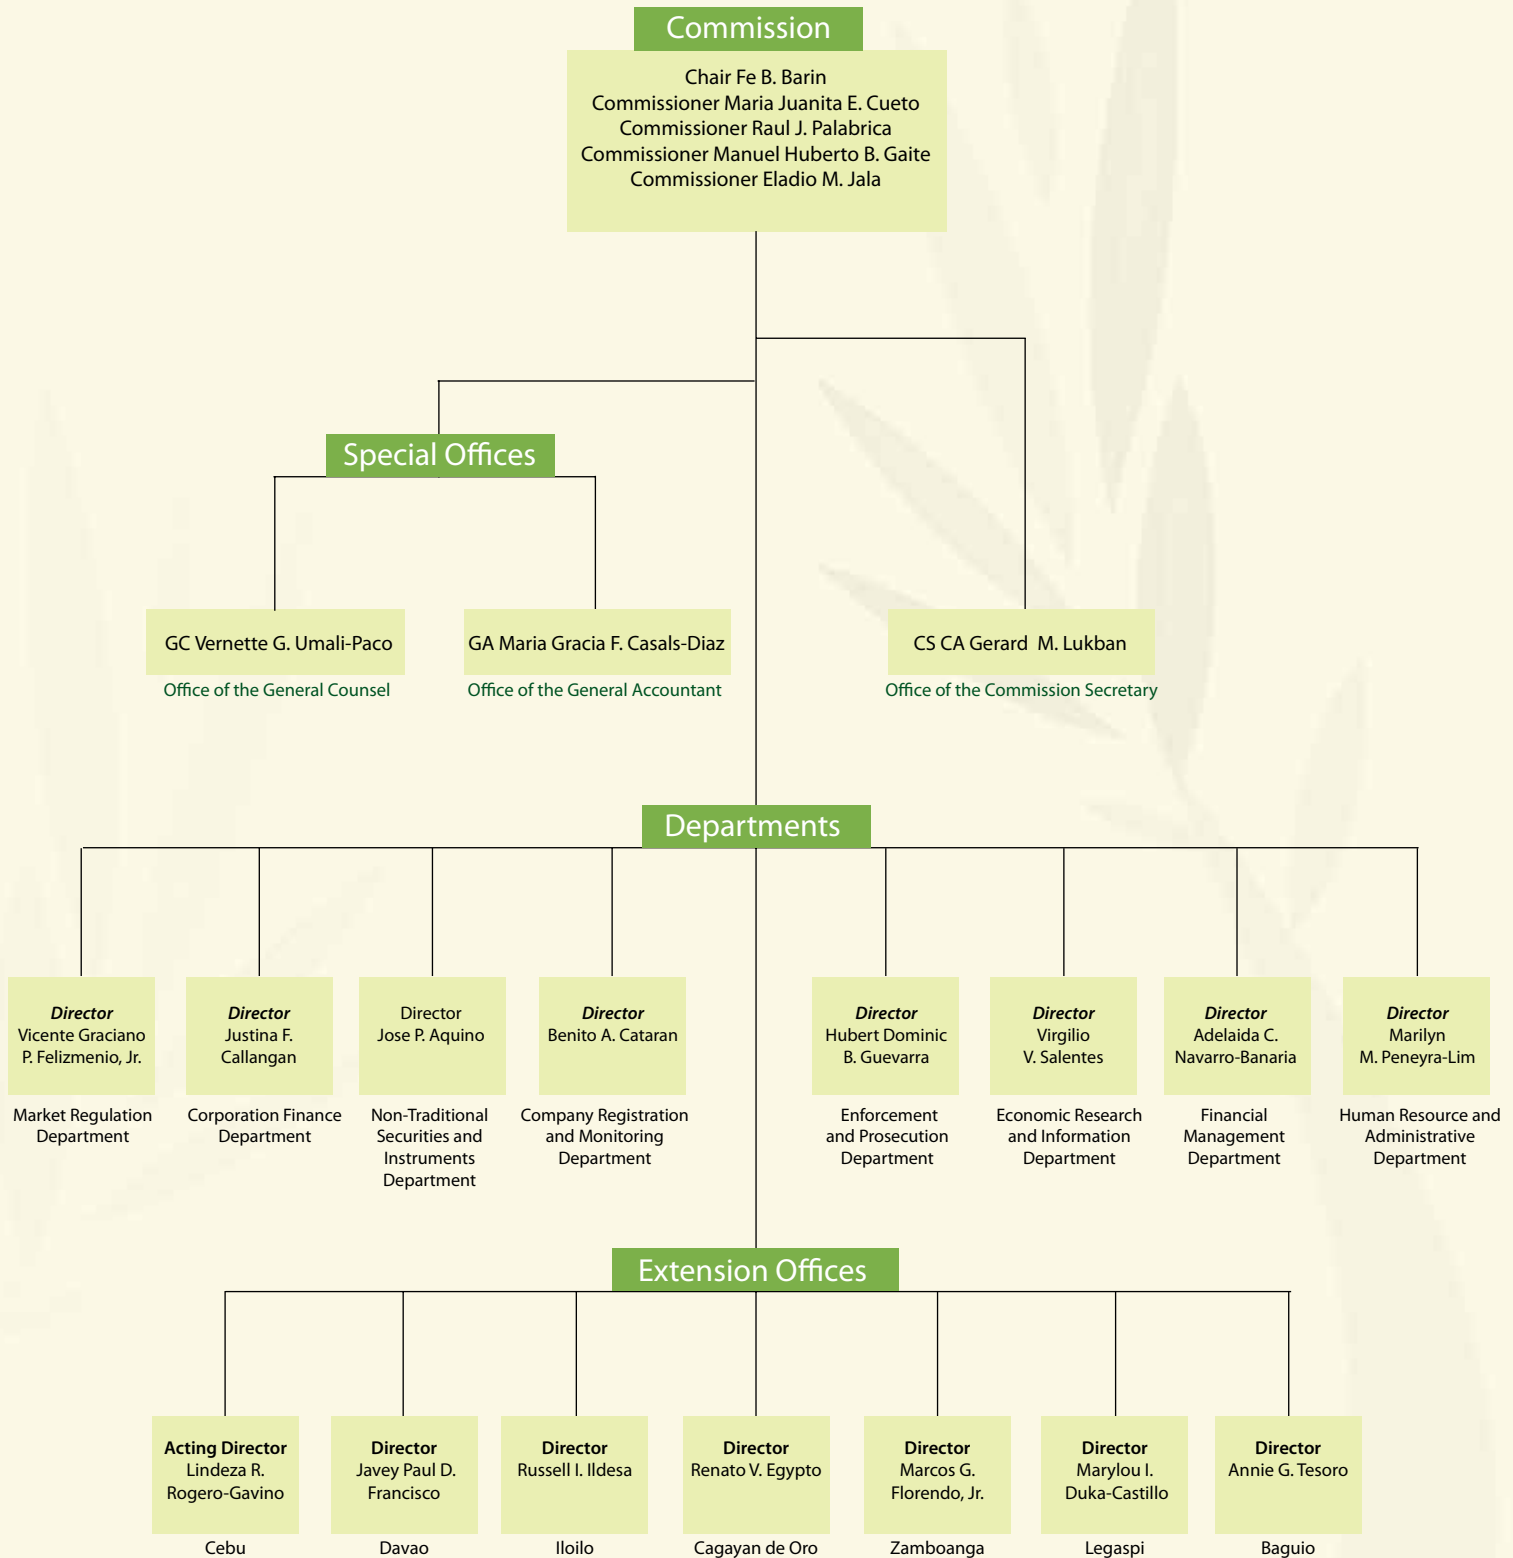 Commission
Chair Fe B. Barin
Commissioner Maria Juanita E. Cueto
Commissioner Raul J. Palabrica
Commissioner Manuel Huberto B. Gaite
Commissioner Eladio M. Jala
Special Offices
GC Vernette G. Umali-Paco
Office of the General Counsel
GA Maria Gracia F. Casals-Diaz
Office of the General Accountant
CS CA Gerard M. Lukban
Office of the Commission Secretary
Departments
Director
Vicente Graciano
P. Felizmenio, Jr.
Market Regulation
Department
Director
Justina F.
Callangan
Corporation Finance
Department
Director
Jose P. Aquino
Non-Traditional
Securities and
Instruments
Department
Director
Benito A. Cataran
Company Registration
and Monitoring
Department
Director
Hubert Dominic
B. Guevarra
Enforcement
and Prosecution
Department
Director
Virgilio
V. Salentes
Economic Research
and Information
Department
Director
Adelaida C.
Navarro-Banaria
Financial
Management
Department
Director
Marilyn
M. Peneyra-Lim
Human Resource and
Administrative
Department
Extension Offices
Acting Director
Lindeza R.
Rogero-Gavino
Cebu
Director
Javey Paul D.
Francisco
Davao
Director
Russell I. Ildesa
Iloilo
Director
Renato V. Egypto
Cagayan de Oro
Director
Marcos G.
Florendo, Jr.
Zamboanga
Director
Marylou I.
Duka-Castillo
Legaspi
Director
Annie G. Tesoro
Baguio